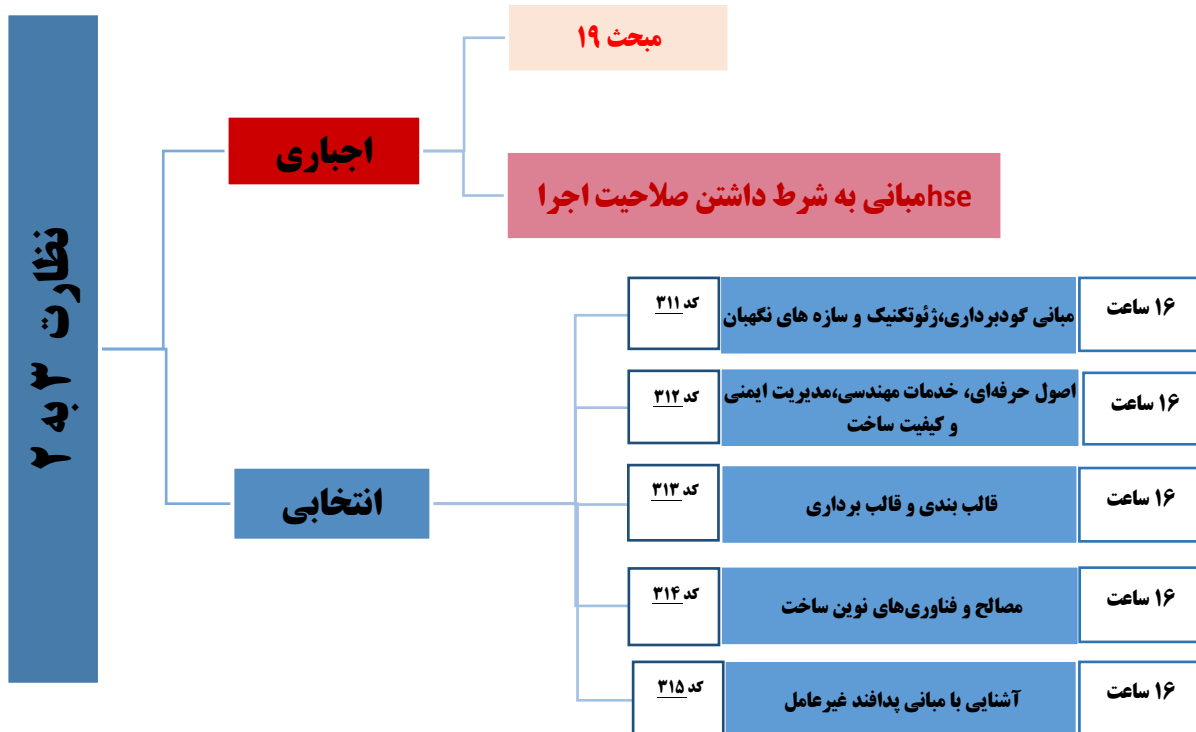 نظارت ۳ به ۲
اجباری
مبحث ۱۹
hseمبانی به شرط داشتن صلاحیت اجرا
انتخابی
کد ۳۱۱
مبانی گودبرداری،ژئوتکنیک و سازه های نگهبان
۱۶ ساعت
کد ۳۱۲
اصول حرفه‌ای، خدمات مهندسی،مدیریت ایمنی
و کیفیت ساخت
۱۶ ساعت
کد ۳۱۳
قالب بندی و قالب برداری
۱۶ ساعت
کد ۳۱۴
مصالح و فناوری‌های نوین ساخت
۱۶ ساعت
کد ۳۱۵
آشنایی با مبانی پدافند غیرعامل
۱۶ ساعت